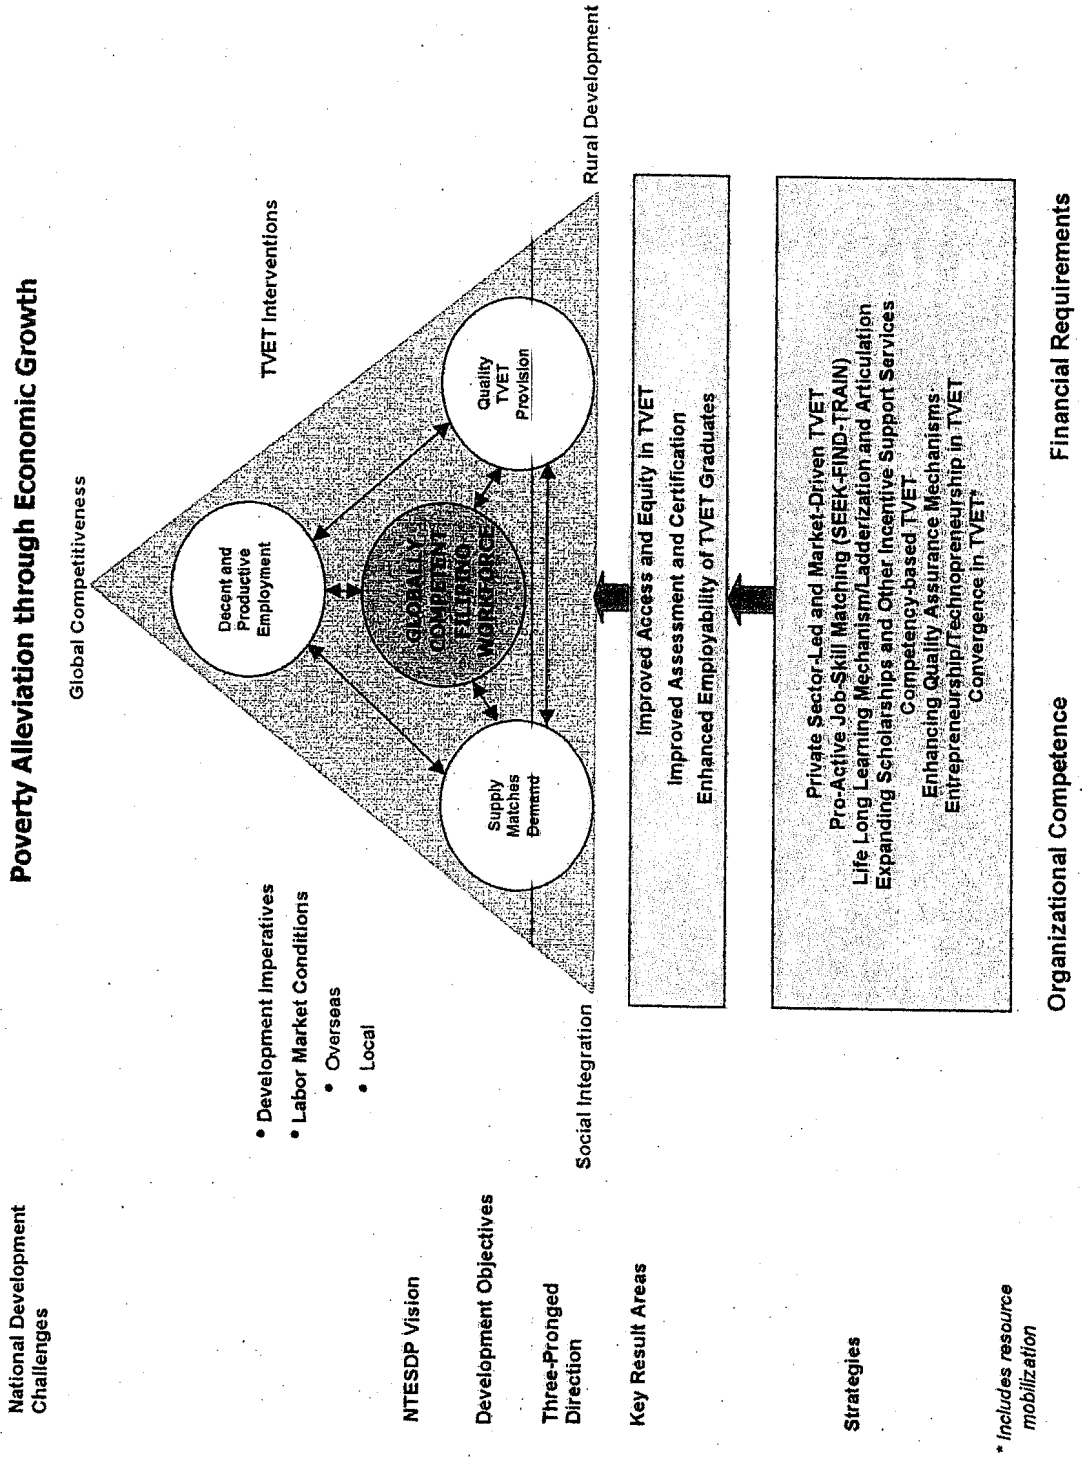 Poverty Alleviation through Economic Growth
National Development
Challenges
Global Competitiveness
TVET Interventions
* Development Imperatives
* Labor Market Conditions
• Overseas
• Local
Decent and
Productive
Employment
NTESDP Vision
GLOBALLY
COMPETENT
FILIPINO
WORKFORCE
Development Objectives
Supply
Matches
Demand
Quality
TVET
Provision
Three-Pronged
Direction
Social Integration
Rural Development
Key Result Areas
Improved Access and Equity in TVET
Improved Assessment and Certification
Enhanced Employability of TVET Graduates
Strategies
Private Sector-Led and Market-Driven TVET
Pro-Active Job-Skill Matching (SEEK-FIND-TRAIN)
Life Long Learning Mechanism/Ladderization and Articulation
Expanding Scholarships and Other Incentive Support Services
Competency-based TVET
Enhancing Quality Assurance Mechanisms
Entrepreneurship/Technopreneurship in TVET
Convergence in TVET*
* Includes resource
mobilization
Organizational Competence
Financial Requirements